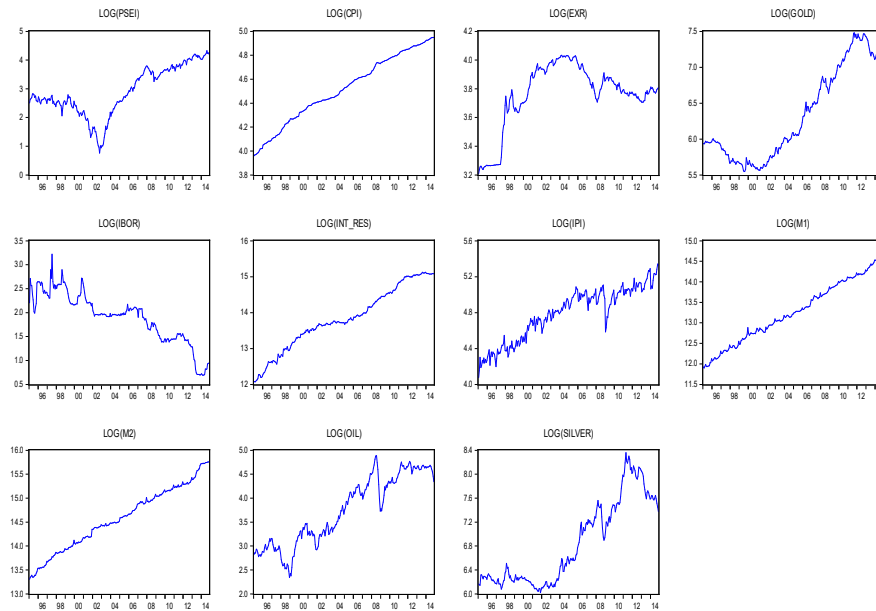 LOG(PSEI) LOG(CPI) LOG(EXR) LOG(GOLD)
5 5.0 4.2 7.5
4 4.8 4.0 7.0
3 4.6 3.8 6.5
2 4.4 3.6 6.0
1 4.2 3.4 5.5
0 4.0 3.2
3.8
96 98 00 02 04 06 08 10 12 14 96 98 00 02 04 06 08 10 12 14 96 98 00 02 04 06 08 10 12 14 96 98 00 02 04 06 08 10 12 14
LOG(IBOR) LOG(INT_RES) LOG(IPI) LOG(M1)
3.5 16 5.6 15.0
3.0 15 5.2 14.5
2.5 14 4.8 14.0
2.0 13 4.4 13.5
1.5 12 4.0 13.0
1.0 12.5
0.5 12.0
11.5
96 98 00 02 04 06 08 10 12 14 96 98 00 02 04 06 08 10 12 14 96 98 00 02 04 06 08 10 12 14 96 98 00 02 04 06 08 10 12 14
LOG(M2) LOG(OIL) LOG(SILVER)
16.0 5.0 8.4
15.5 4.5 8.0
15.0 4.0 7.6
14.5 3.5 7.2
14.0 3.0 6.8
13.5 2.5 6.4
13.0 2.0 6.0
96 98 00 02 04 06 08 10 12 14 96 98 00 02 04 06 08 10 12 14 96 98 00 02 04 06 08 10 12 14